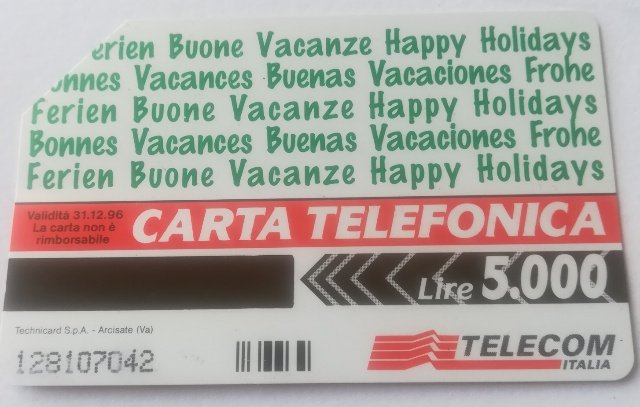 erien Buone Vacanze Happy Holidays
onnes Vacances Buenas Vacaciones Frohe
Ferien Buone Vacanze Happy Holidays
Bonnes Vacances Buenas Vacaciones Frohe
Ferien Buone Vacanze Happy Holidays
Validità 31.12.96
La carta non è
rimborsabile
CARTA TELEFONICA
Lire 5.000
Technicard S.p.A. - Arcisate (Va)
128107042
TELECOM
ITALIA